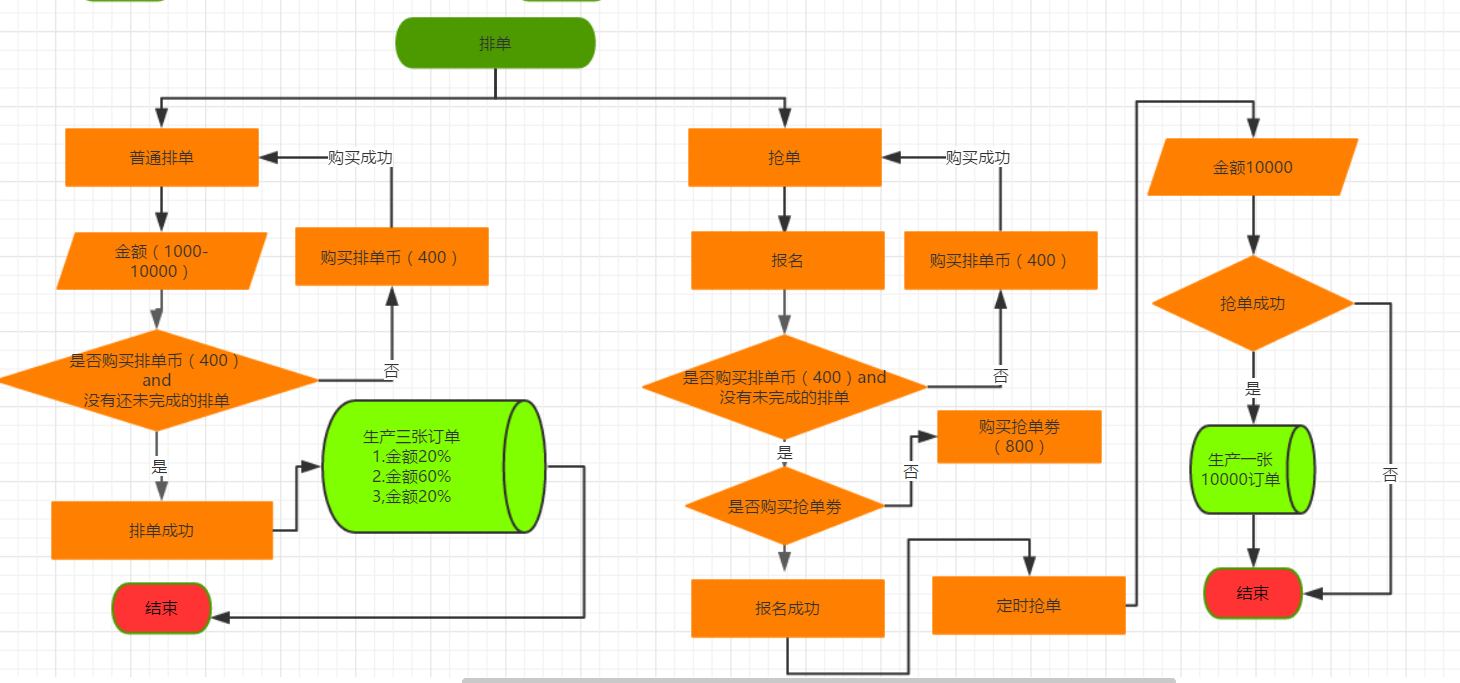 排单
普通排单
购买成功
金额（1000-
10000）
购买排单币（400）
是否购买排单币（400）
and
没有还未完成的排单
否
是
生产三张订单
1.金额20%
2.金额60%
3,金额20%
排单成功
结束
抢单
购买成功
报名
购买排单币（400）
是否购买排单币（400）and
没有未完成的排单
否
是
购买抢单劵
（800）
否
是否购买抢单劵
报名成功
定时抢单
金额10000
抢单成功
是
否
生产一张
10000订单
结束